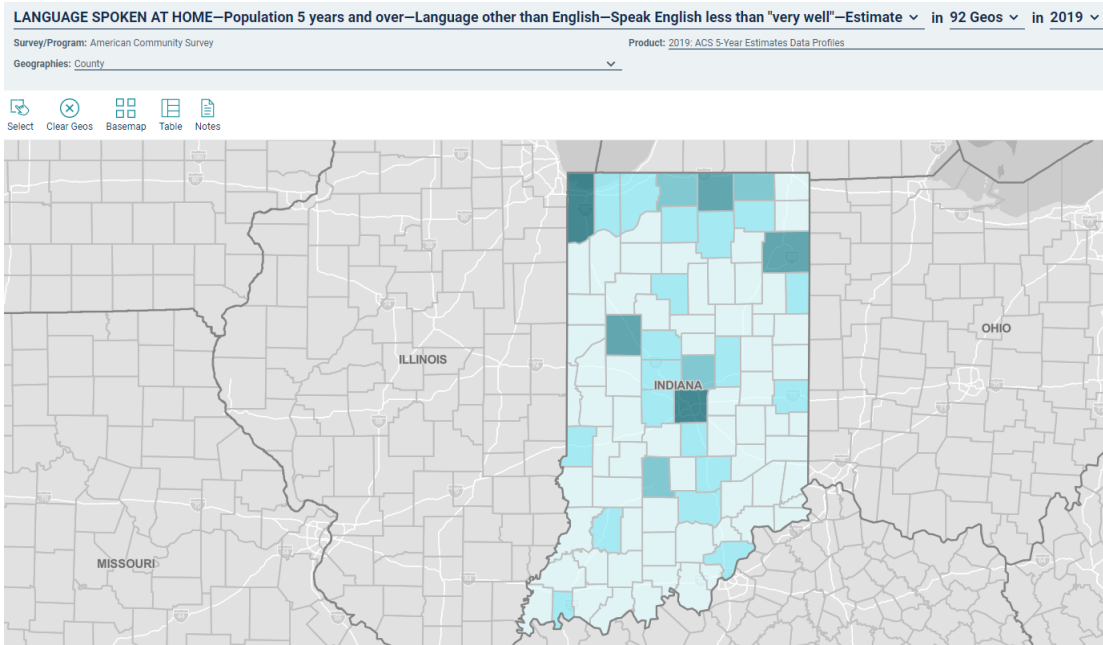 LANGUAGE SPOKEN AT HOME—Population 5 years and over—Language other than English—Speak English less than "very well"—Estimate in 92 Geos in 2019
Survey/Program: American Community Survey Product: 2019: ACS 5-Year Estimates Data Profiles
Geographies: County
Select Clear Geos Basemap Table Notes
OHIO
ILLINOIS
INDIANA
MISSOURI